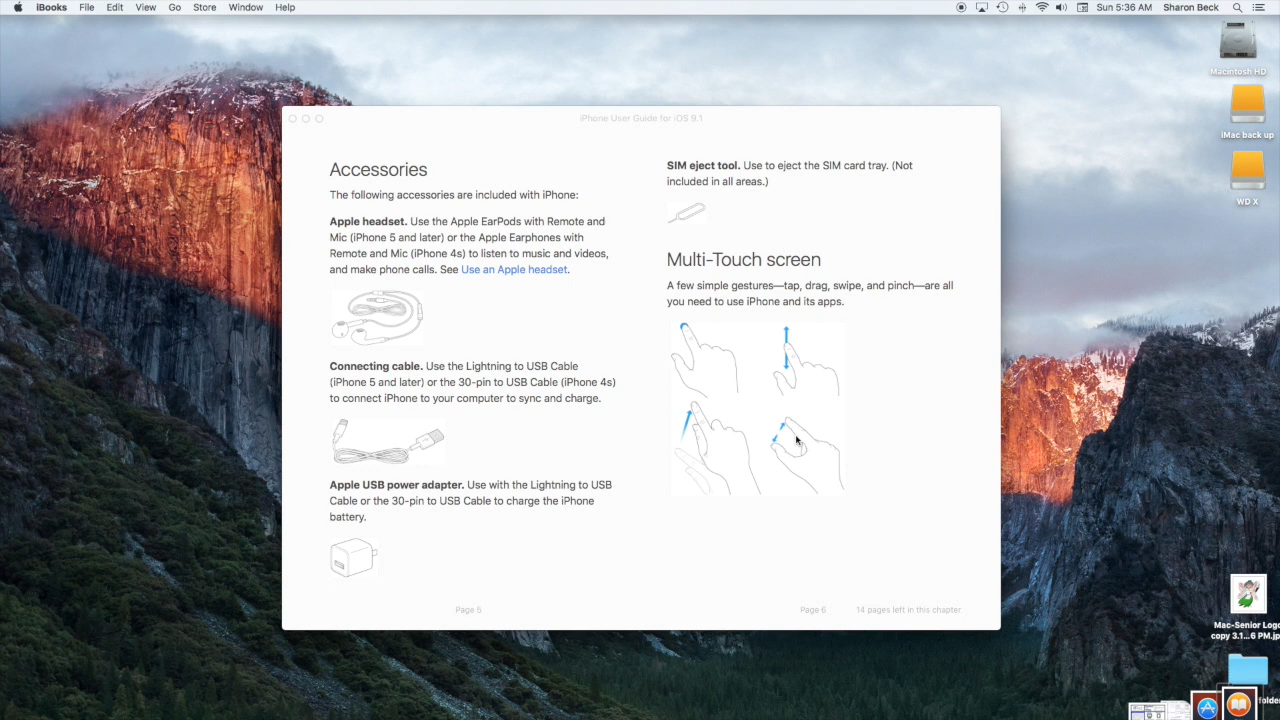 iBooks File Edit View Go Store Window Help
Sun 5:36 AM Sharon Beck
Macintosh HD
iMac back up
WD X
iPhone User Guide for iOS 9.1
Accessories
The following accessories are included with iPhone:
Apple headset. Use the Apple EarPods with Remote and
Mic (iPhone 5 and later) or the Apple Earphones with
Remote and Mic (iPhone 4s) to listen to music and videos,
and make phone calls. See Use an Apple headset.
Connecting cable. Use the Lightning to USB Cable
(iPhone 5 and later) or the 30-pin to USB Cable (iPhone 4s)
to connect iPhone to your computer to sync and charge.
Apple USB power adapter. Use with the Lightning to USB
Cable or the 30-pin to USB Cable to charge the iPhone
battery.
Page 5
SIM eject tool. Use to eject the SIM card tray. (Not
included in all areas.)
Multi-Touch screen
A few simple gestures—tap, drag, swipe, and pinch—are all
you need to use iPhone and its apps.
Page 6 14 pages left in this chapter
Mac-Senior Logo
copy 3.1...6 PM.jp
folder